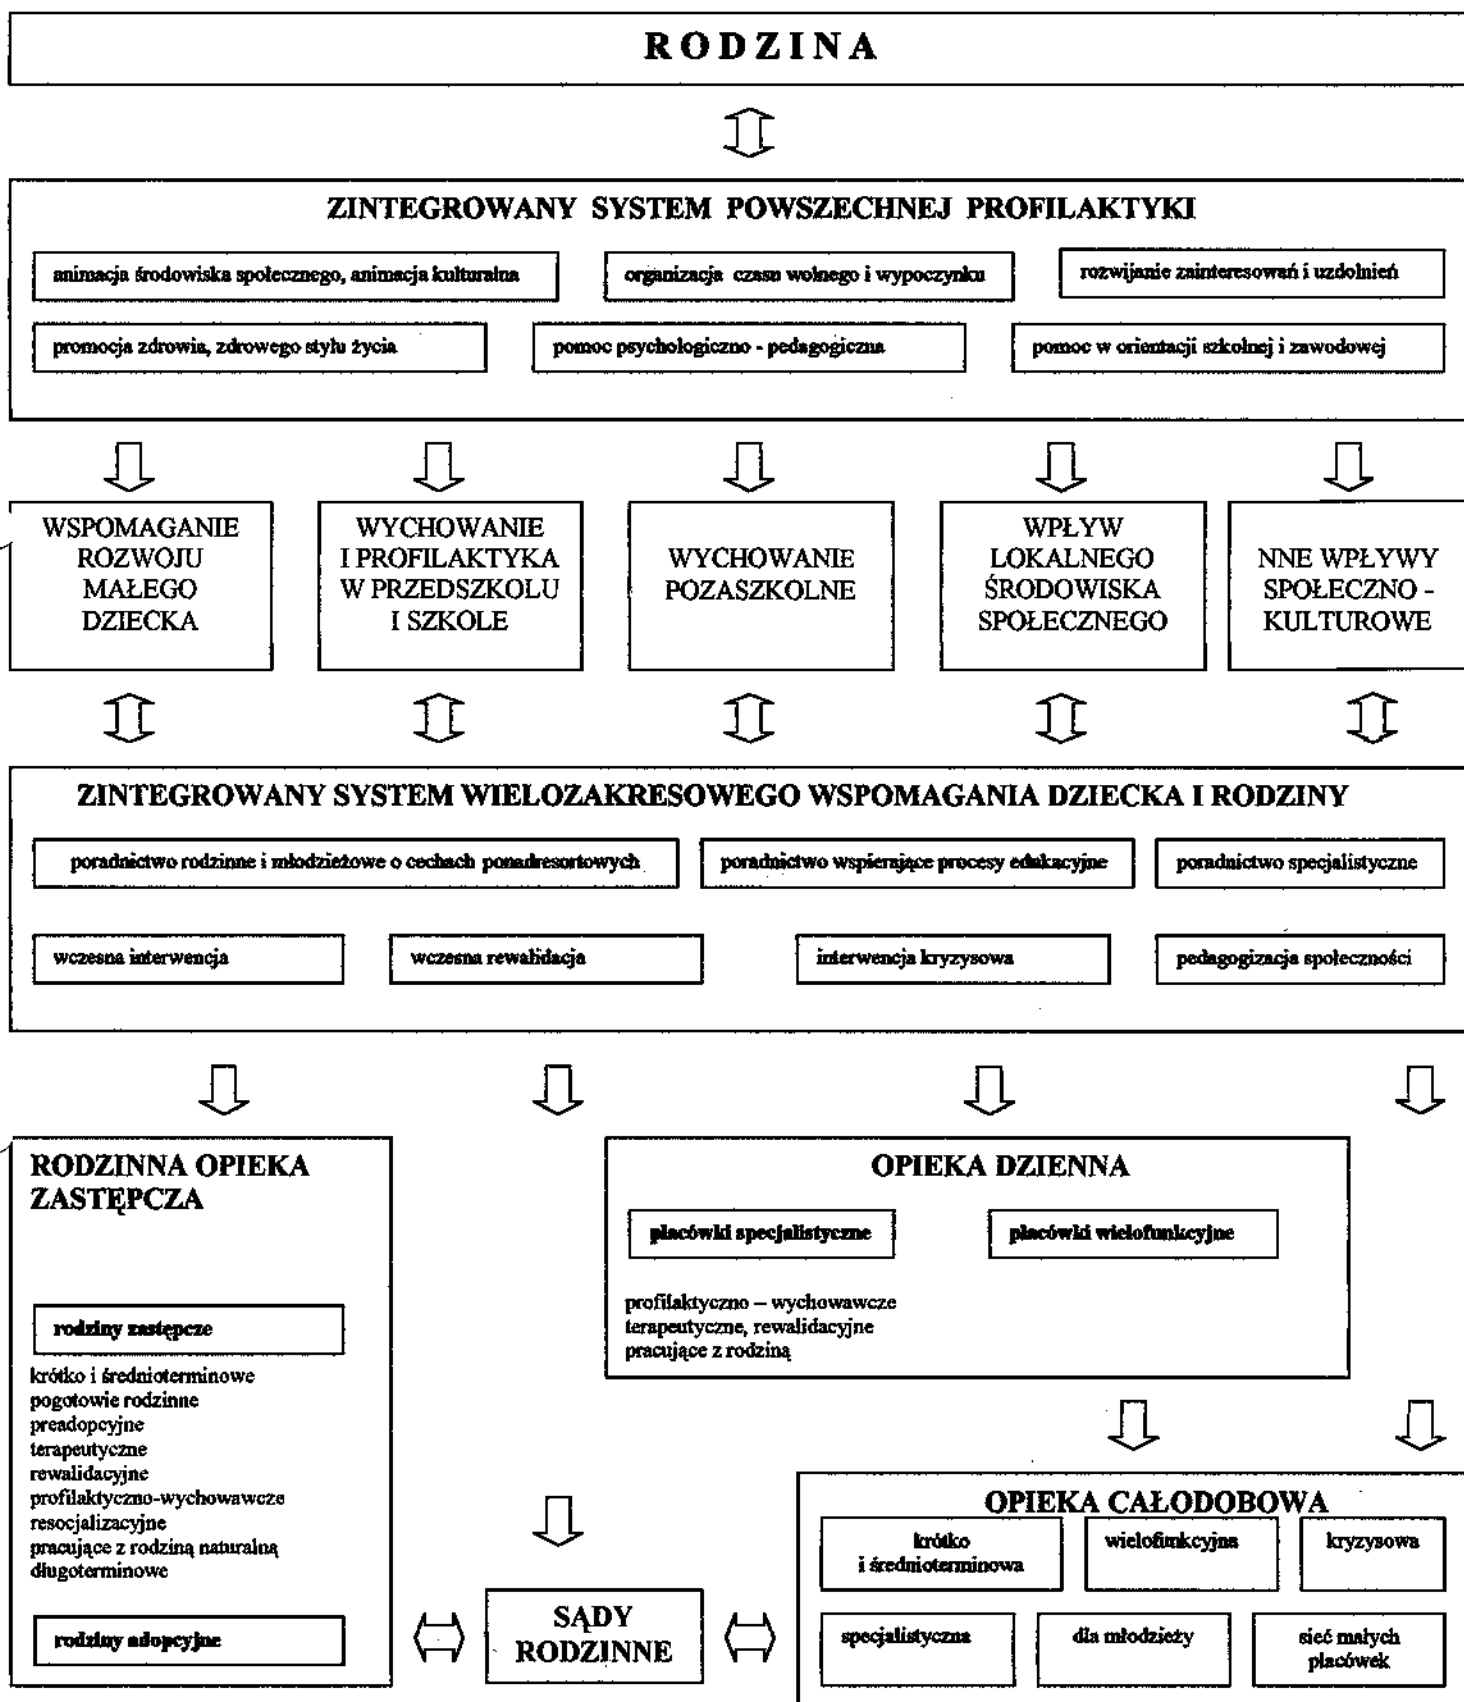 RODZINA
ZINTEGROWANY SYSTEM POWSZECHNEJ PROFILAKTYKI
animacja środowiska społecznego, animacja kulturalna
organizacja czasu wolnego i wypoczynku
rozwijanie zainteresowań i uzdolnień
promocja zdrowia, zdrowego stylu życia
pomoc psychologiczno - pedagogiczna
pomoc w orientacji szkolnej i zawodowej
WSPOMAGANIE
ROZWOJU
MAŁEGO
DZIECKA
WYCHOWANIE
I PROFILAKTYKA
W PRZEDSZKOLU
I SZKOLE
WYCHOWANIE
POZASZKOLNE
WPŁYW
LOKALNEGO
ŚRODOWISKA
SPOŁECZNEGO
NNE WPŁYWY
SPOŁECZNO -
KULTUROWE
ZINTEGROWANY SYSTEM WIELOZAKRESOWEGO WSPOMAGANIA DZIECKA I RODZINY
poradnictwo rodzinne i młodzieżowe o cechach ponadresortowych
poradnictwo wspierające procesy edukacyjne
poradnictwo specjalistyczne
wczesna interwencja
wczesna rewalidacja
interwencja kryzysowa
pedagogizacja społeczności
RODZINNA OPIEKA
ZASTĘPCZA
rodziny zastępcze
krótko i średnioterminowe
pogotowie rodzinne
preadopcyjne
terapeutyczne
rewalidacyjne
profilaktyczno-wychowawcze
resocjalizacyjne
pracujące z rodziną naturalną
długoterminowe
rodziny adopcyjne
OPIEKA DZIENNA
placówki specjalistyczne
placówki wielofunkcyjne
profilaktyczno – wychowawcze
terapeutyczne, rewalidacyjne
pracujące z rodziną
SĄDY
RODZINNE
OPIEKA CAŁODOBOWA
krótko
i średnioterminowa
wielofunkcyjna
kryzysowa
specjalistyczna
dla młodzieży
sieć małych
placówek